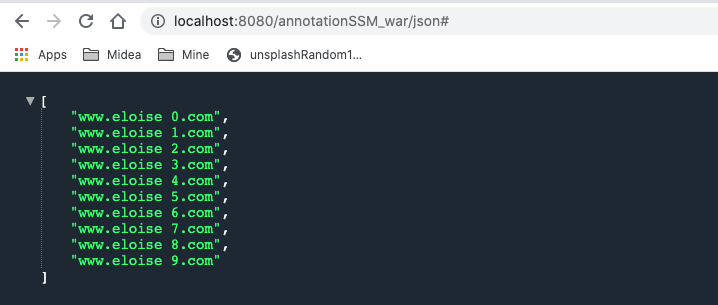 localhost:8080/annotationSSM_war/json#
Apps Midea Mine unsplashRandom1...
[
"www.eloise 0.com",
"www.eloise 1.com",
"www.eloise 2.com",
"www.eloise 3.com",
"www.eloise 4.com",
"www.eloise 5.com",
"www.eloise 6.com",
"www.eloise 7.com",
"www.eloise 8.com",
"www.eloise 9.com"
]